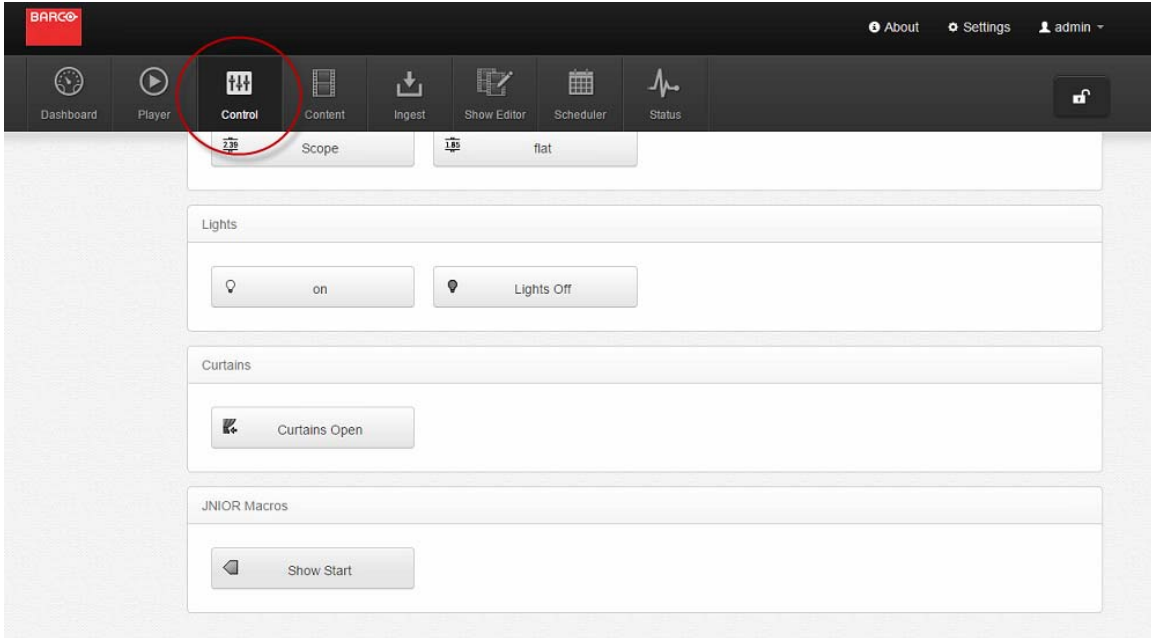 BARCO
About Settings admin
Dashboard Player Control Content Ingest Show Editor Scheduler Status
2.39 Scope 1.85 flat
Lights
on Lights Off
Curtains
Curtains Open
JNIOR Macros
Show Start